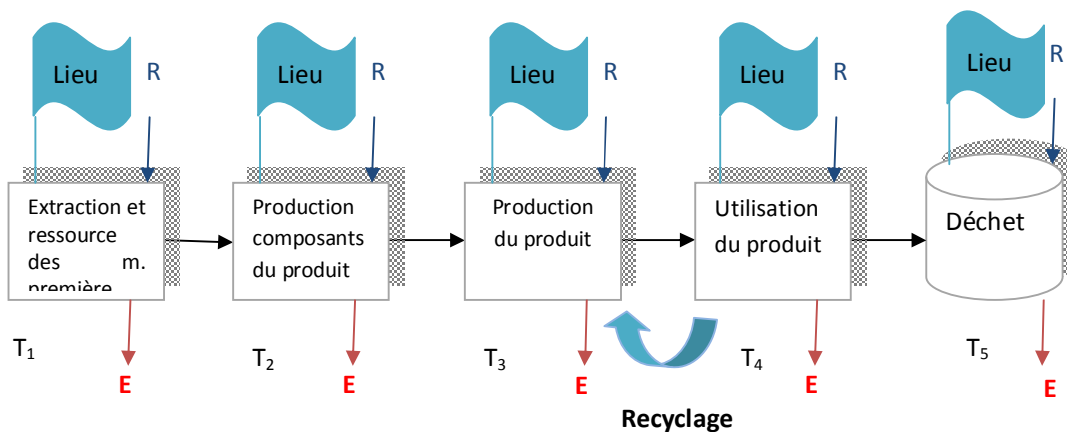 Lieu R Lieu R Lieu R Lieu R Lieu R
Extraction et
ressource
des m.
première
Production
composants
du produit
Production
du produit
Utilisation
du produit
Déchet
T1 T2 T3 T4 T5
E E E E E
Recyclage